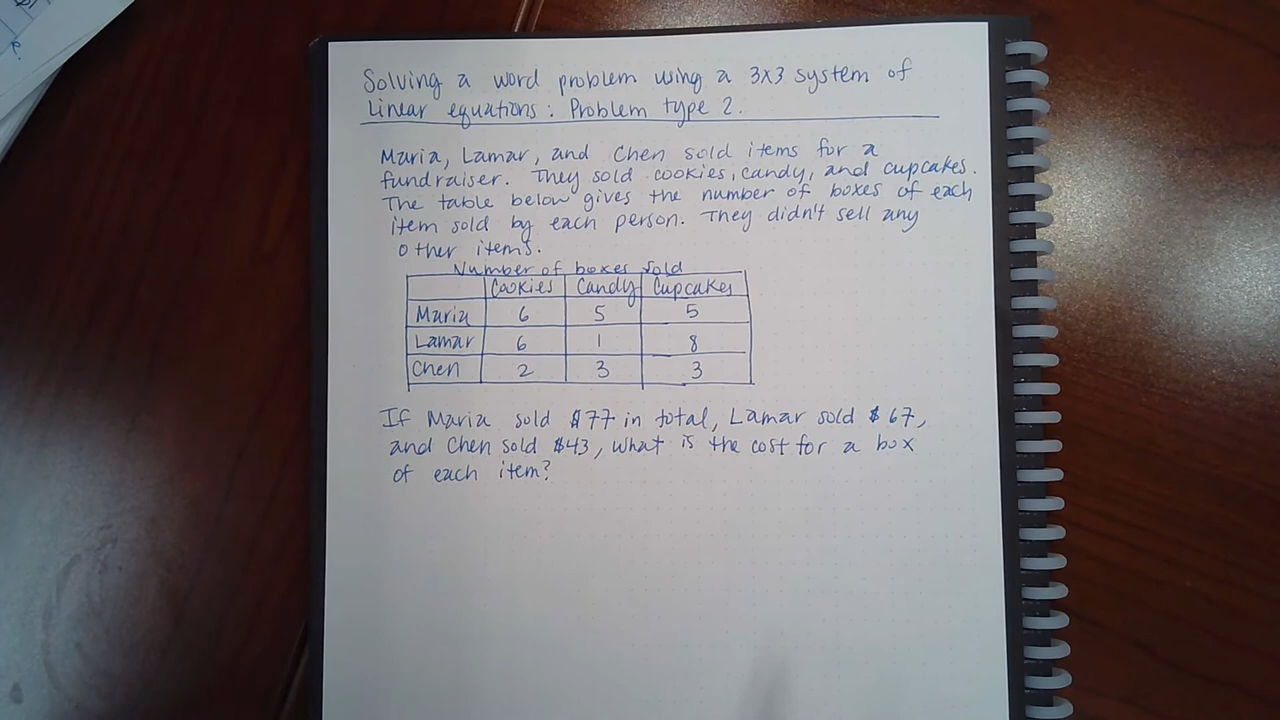 Solving a word problem using a 3x3 system of
Linear equations: Problem type 2.
Maria, Lamar, and Chen sold items for a
fundraiser. They sold cookies, candy, and cupcakes.
The table below gives the number of boxes of each
item sold by each person. They didn't sell any
other items.
Number of boxes sold
Cookies Candy Cupcakes
Maria 6 5 5
Lamar 6 1 8
Chen 2 3 3
If Maria sold $77 in total, Lamar sold $67,
and Chen sold $43, what is the cost for a box
of each item?